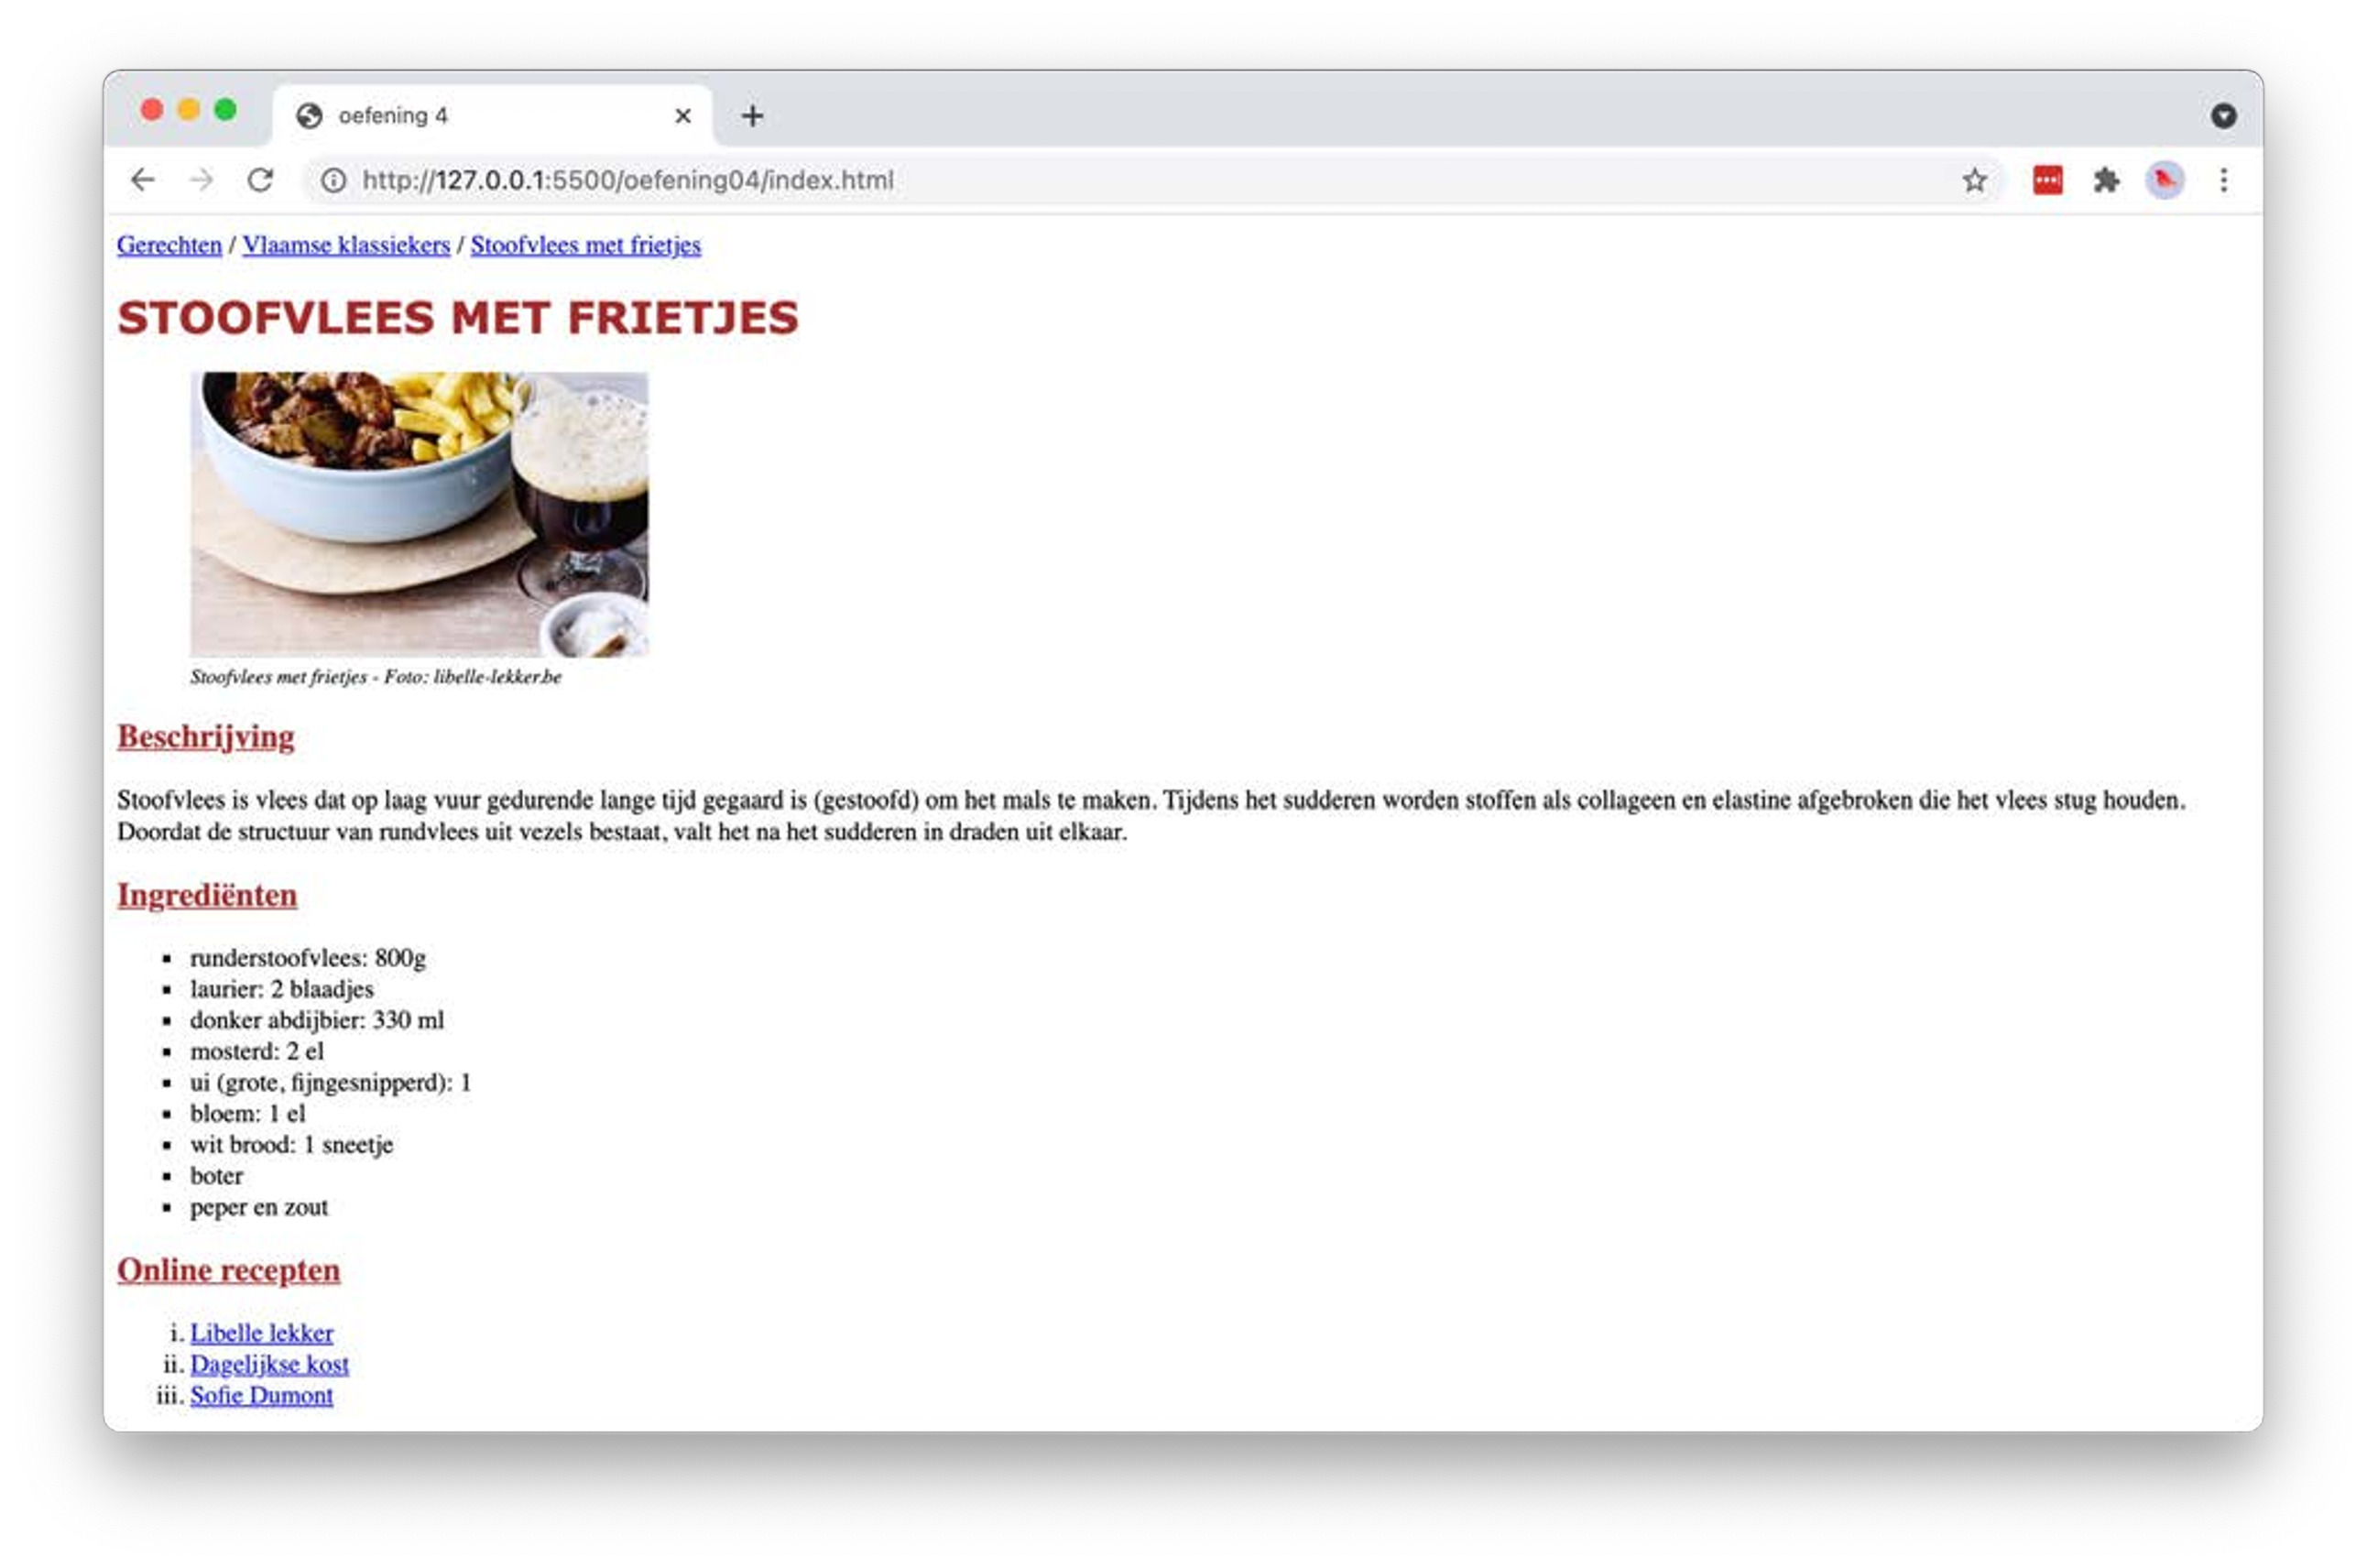 oefening 4
http://127.0.0.1:5500/oefening04/index.html
Gerechten / Vlaamse klassiekers / Stoofvlees met frietjes
STOOFVLEES MET FRIETJES
Stoofvlees met frietjes - Foto: libelle-lekker.be
Beschrijving
Stoofvlees is vlees dat op laag vuur gedurende lange tijd gegaard is (gestoofd) om het mals te maken. Tijdens het sudderen worden stoffen als collageen en elastine afgebroken die het vlees stug houden.
Doordat de structuur van rundvlees uit vezels bestaat, valt het na het sudderen in draden uit elkaar.
Ingrediënten
▪ runderstoofvlees: 800g
▪ laurier: 2 blaadjes
▪ donker abdijbier: 330 ml
▪ mosterd: 2 el
▪ ui (grote, fijngesnipperd): 1
▪ bloem: 1 el
▪ wit brood: 1 sneetje
▪ boter
▪ peper en zout
Online recepten
i. Libelle lekker
ii. Dagelijkse kost
iii. Sofie Dumont